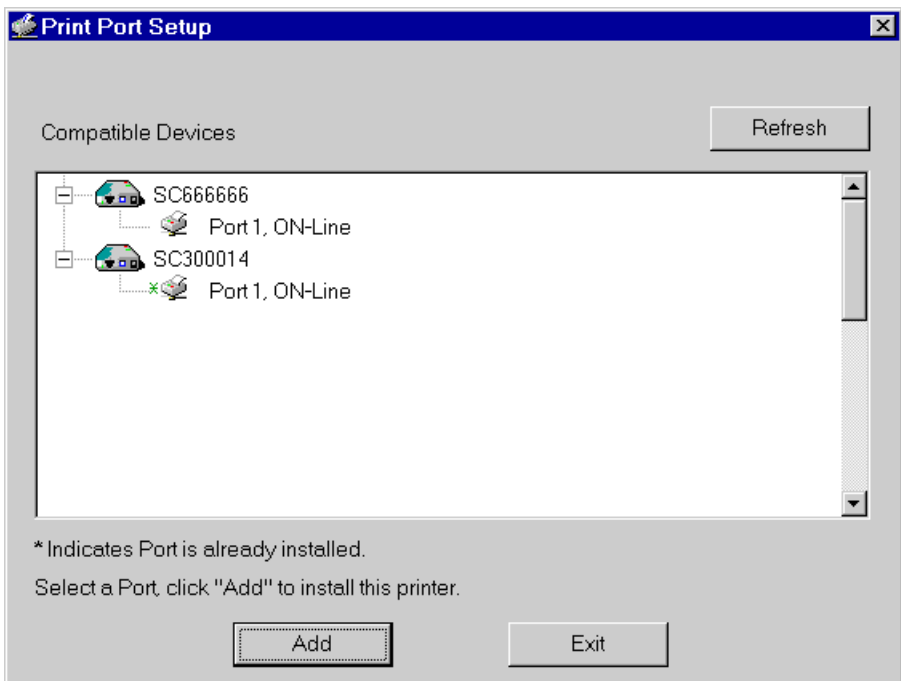 Print Port Setup
Compatible Devices
Refresh
SC666666
Port 1, ON-Line
SC300014
* Port 1, ON-Line
* Indicates Port is already installed.
Select a Port, click "Add" to install this printer.
Add
Exit